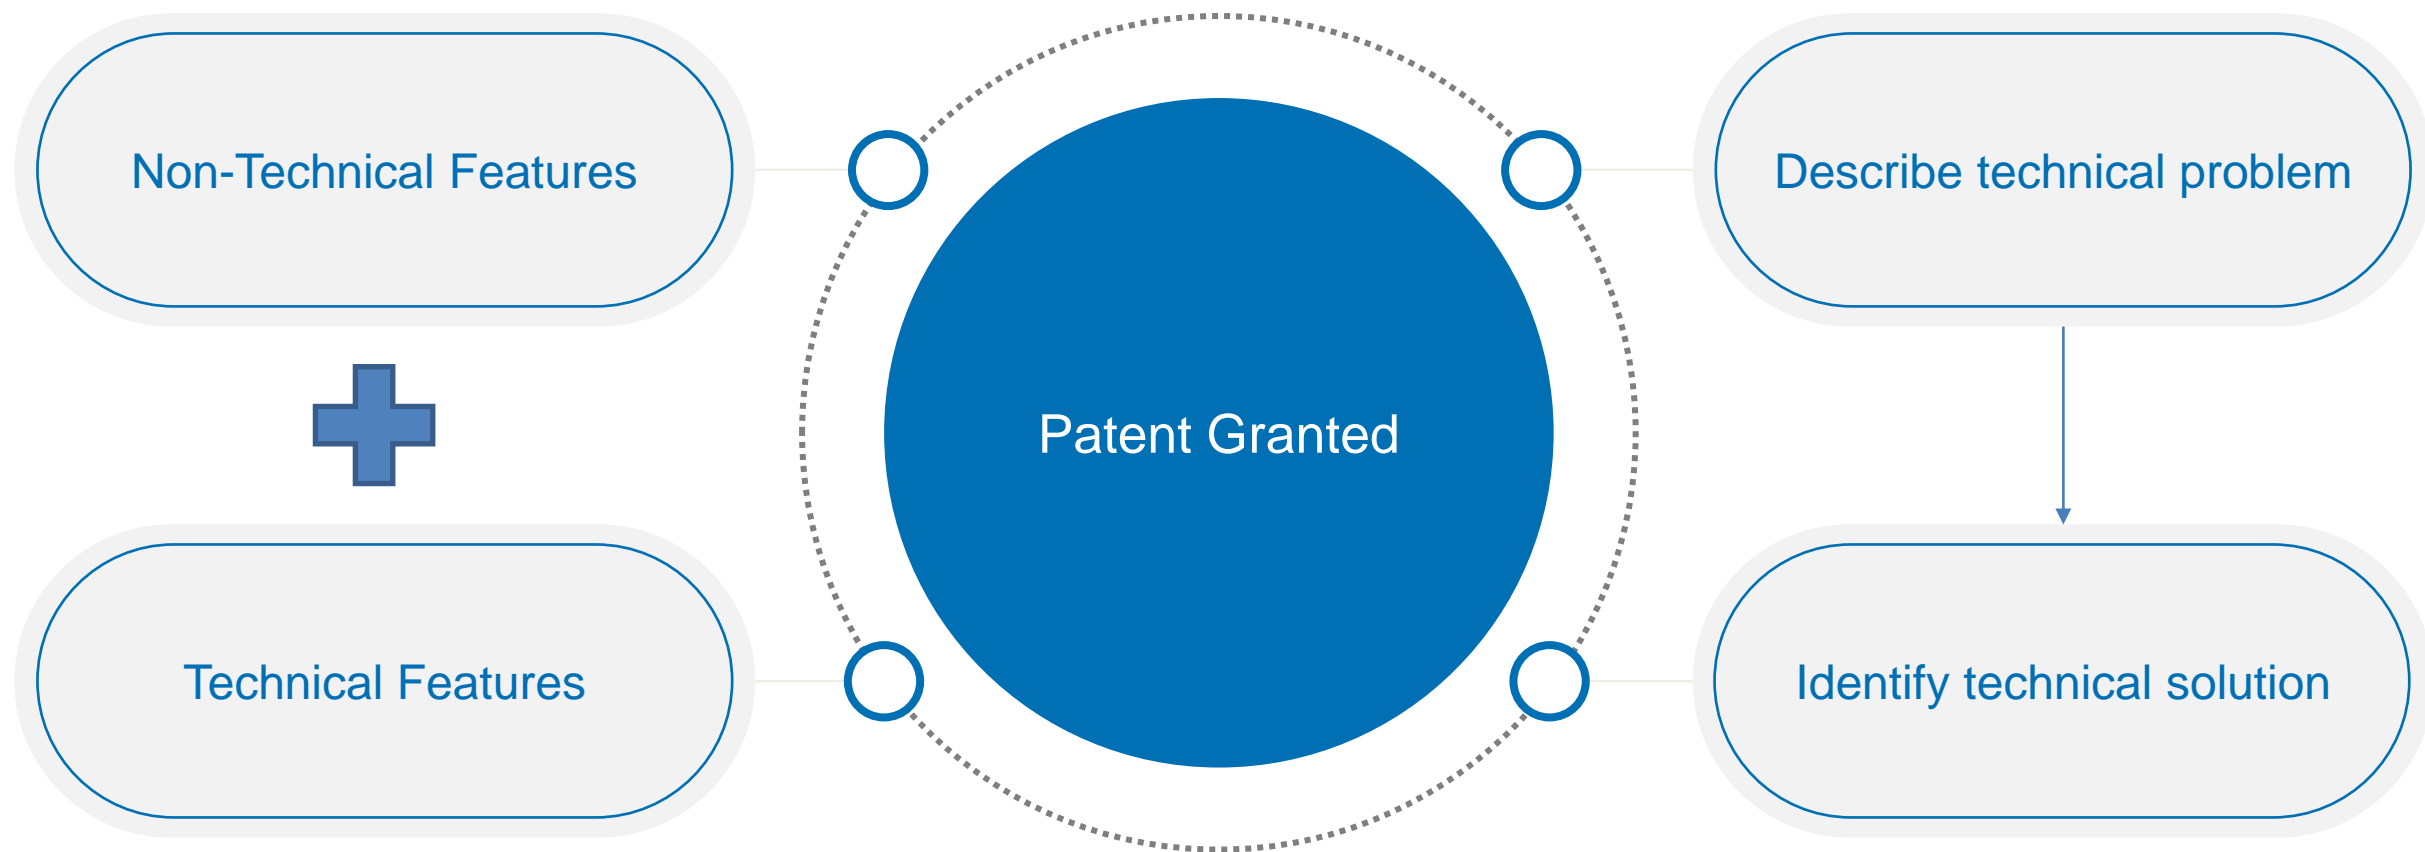 Non-Technical Features
Technical Features
Patent Granted
Describe technical problem
Identify technical solution